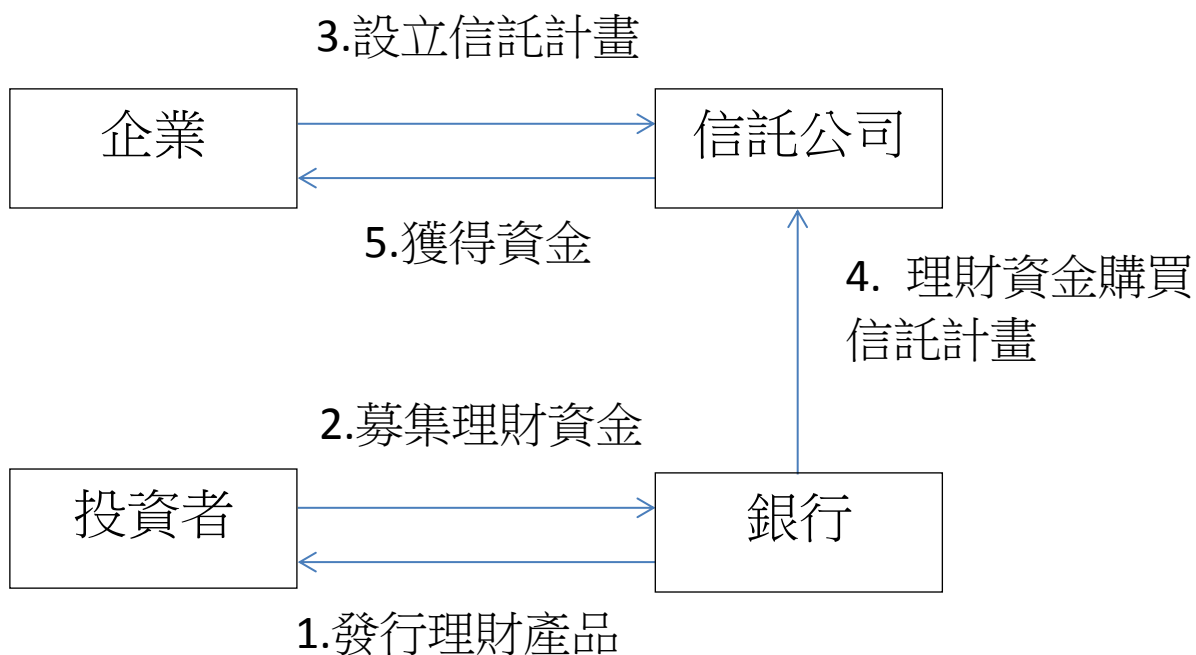 3.設立信託計畫
企業
信託公司
5.獲得資金
4. 理財資金購買
信託計畫
2.募集理財資金
投資者
銀行
1.發行理財產品